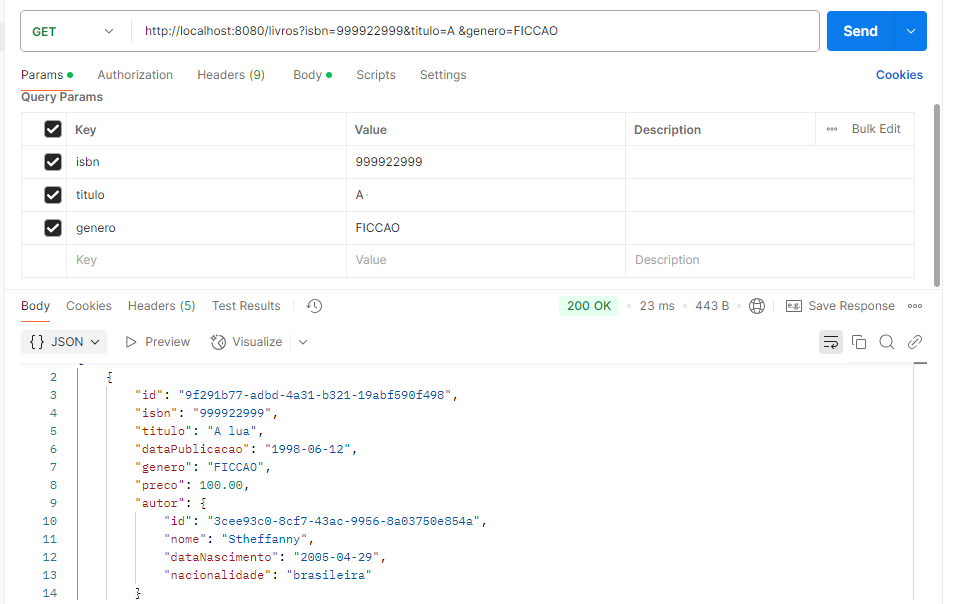 GET http://localhost:8080/livros?isbn=999922999&titulo=A &genero=FICCAO Send
Params Authorization Headers (9) Body Scripts Settings Cookies
Query Params
Key Value Description ••• Bulk Edit
isbn 999922999
titulo A
genero FICCAO
Key Value Description
Body Cookies Headers (5) Test Results 200 OK • 23 ms • 443 B • e.g. Save Response •••
{} JSON Preview Visualize
2 {
3 "id": "9f291b77-adbd-4a31-b321-19abf590f498",
4 "isbn": "999922999",
5 "titulo": "A lua",
6 "dataPublicacao": "1998-06-12",
7 "genero": "FICCAO",
8 "preco": 100.00,
9 "autor": {
10 "id": "3cee93c0-8cf7-43ac-9956-8a03750e854a",
11 "nome": "Stheffanny",
12 "dataNascimento": "2005-04-29",
13 "nacionalidade": "brasileira"
14 }